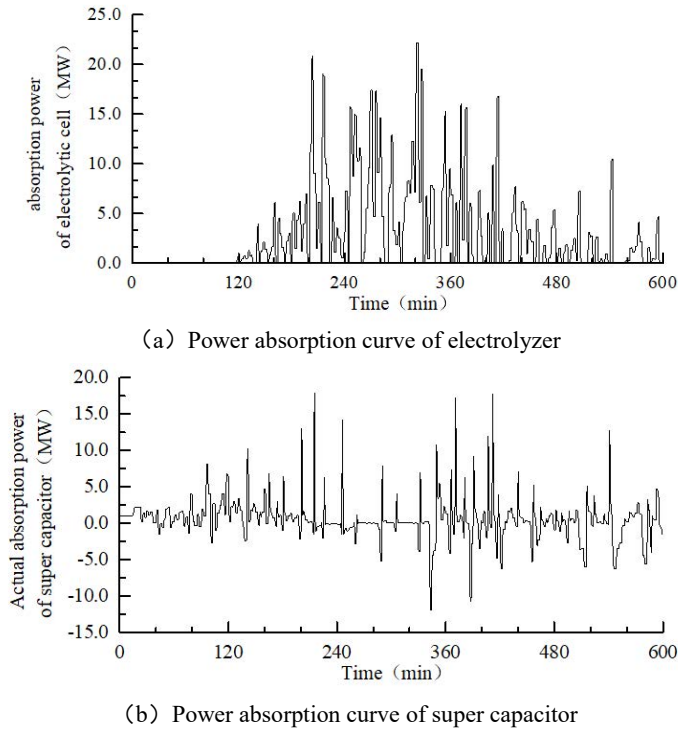 absorption power
of electrolytic cell（MW）
25.0
20.0
15.0
10.0
5.0
0.0
0 120 240 360 480 600
Time（min）
（a）Power absorption curve of electrolyzer
Actual absorption power
of super capacitor（MW）
20.0
15.0
10.0
5.0
0.0
-5.0
-10.0
-15.0
0 120 240 360 480 600
Time（min）
（b）Power absorption curve of super capacitor